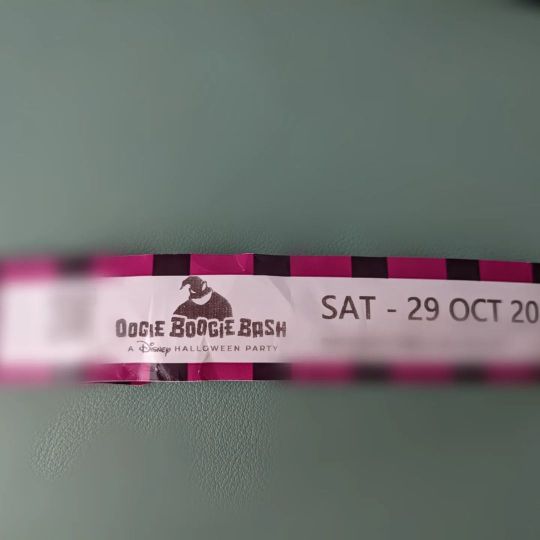 OOGIE BOOGIE BASH
A Disney HALLOWEEN PARTY
SAT - 29 OCT 20